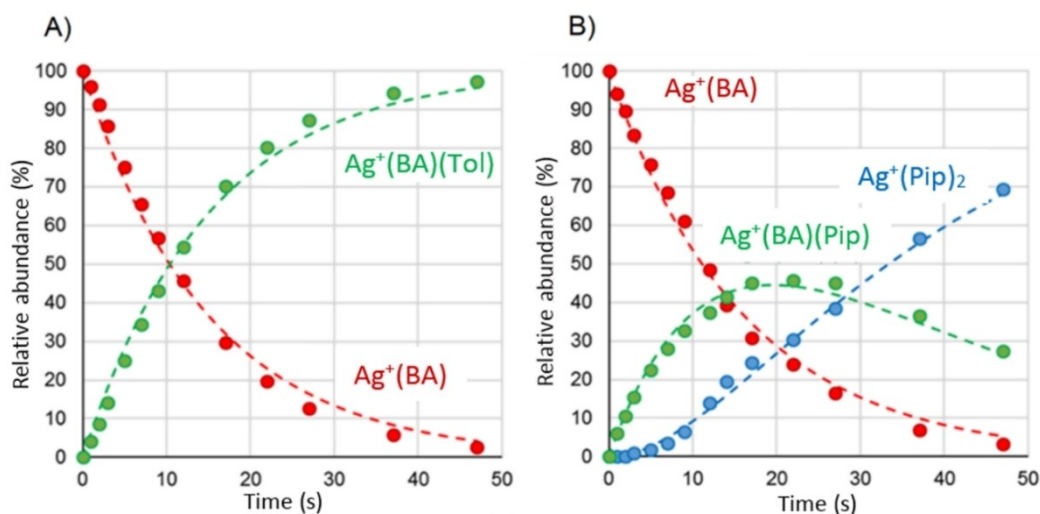 A)
Relative abundance (%)
100
90
80
70
60
50
40
30
20
10
0
Ag⁺(BA)(Tol)
Ag⁺(BA)
0 10 20 30 40 50
Time (s)
B)
Relative abundance (%)
100
90
80
70
60
50
40
30
20
10
0
Ag⁺(BA)
Ag⁺(Pip)₂
Ag⁺(BA)(Pip)
0 10 20 30 40 50
Time (s)